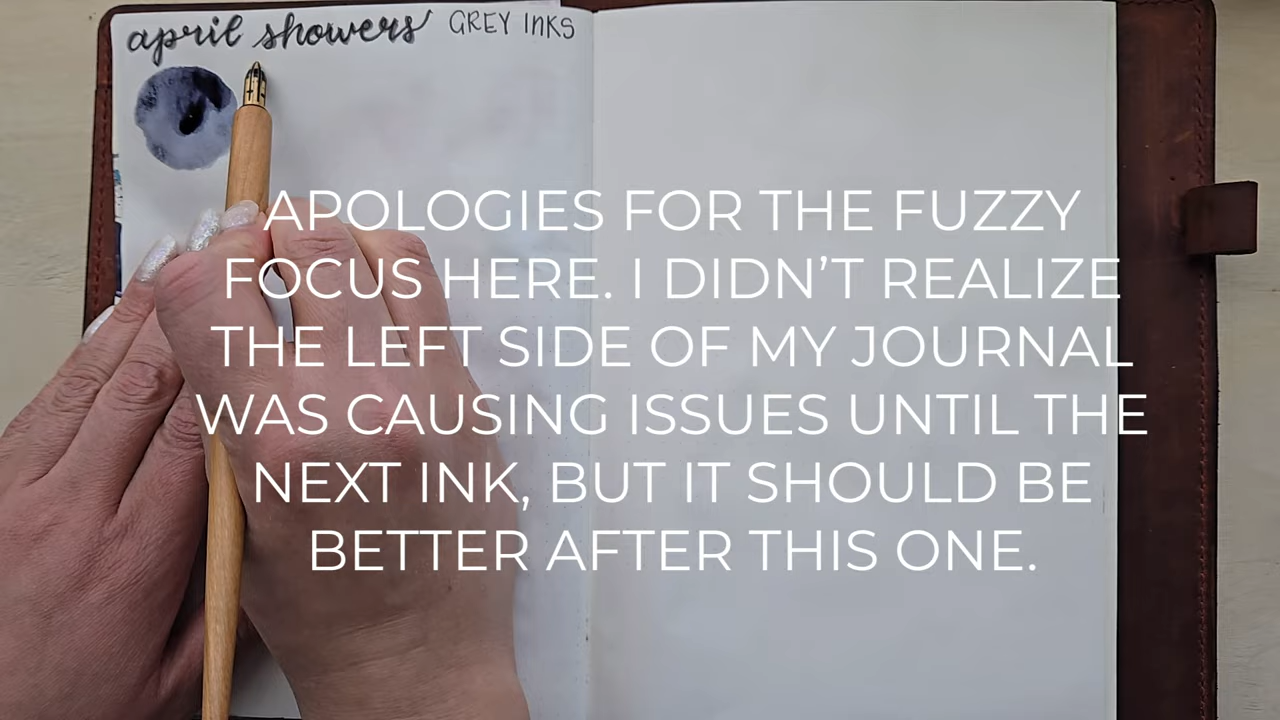 april showers GREY INKS
APOLOGIES FOR THE FUZZY
FOCUS HERE. I DIDN’T REALIZE
THE LEFT SIDE OF MY JOURNAL
WAS CAUSING ISSUES UNTIL THE
NEXT INK, BUT IT SHOULD BE
BETTER AFTER THIS ONE.